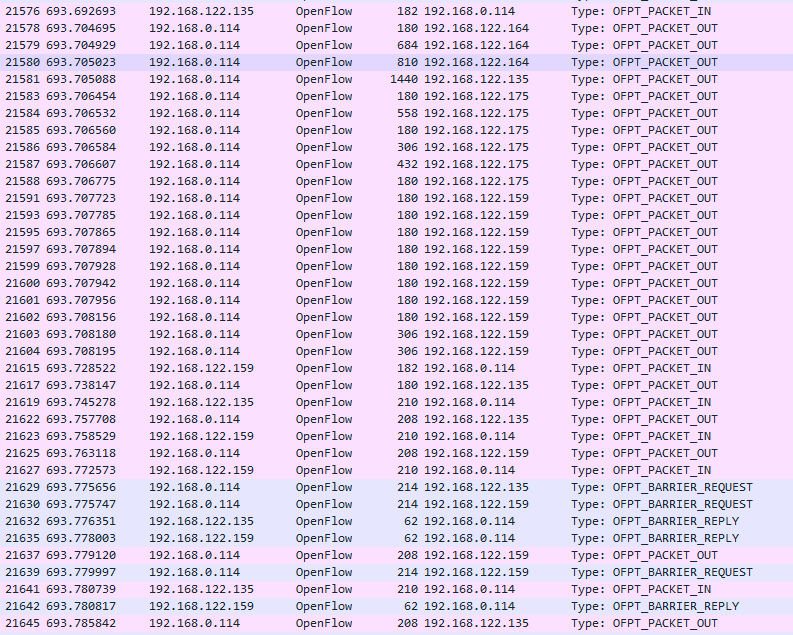 21576 693.692693 192.168.122.135 OpenFlow 182 192.168.0.114 Type: OFPT_PACKET_IN
21578 693.704695 192.168.0.114 OpenFlow 180 192.168.122.164 Type: OFPT_PACKET_OUT
21579 693.704929 192.168.0.114 OpenFlow 684 192.168.122.164 Type: OFPT_PACKET_OUT
21580 693.705023 192.168.0.114 OpenFlow 810 192.168.122.164 Type: OFPT_PACKET_OUT
21581 693.705088 192.168.0.114 OpenFlow 1440 192.168.122.135 Type: OFPT_PACKET_OUT
21583 693.706454 192.168.0.114 OpenFlow 180 192.168.122.175 Type: OFPT_PACKET_OUT
21584 693.706532 192.168.0.114 OpenFlow 558 192.168.122.175 Type: OFPT_PACKET_OUT
21585 693.706560 192.168.0.114 OpenFlow 180 192.168.122.175 Type: OFPT_PACKET_OUT
21586 693.706584 192.168.0.114 OpenFlow 306 192.168.122.175 Type: OFPT_PACKET_OUT
21587 693.706607 192.168.0.114 OpenFlow 432 192.168.122.175 Type: OFPT_PACKET_OUT
21588 693.706775 192.168.0.114 OpenFlow 180 192.168.122.175 Type: OFPT_PACKET_OUT
21591 693.707723 192.168.0.114 OpenFlow 180 192.168.122.159 Type: OFPT_PACKET_OUT
21593 693.707785 192.168.0.114 OpenFlow 180 192.168.122.159 Type: OFPT_PACKET_OUT
21595 693.707865 192.168.0.114 OpenFlow 180 192.168.122.159 Type: OFPT_PACKET_OUT
21597 693.707894 192.168.0.114 OpenFlow 180 192.168.122.159 Type: OFPT_PACKET_OUT
21599 693.707928 192.168.0.114 OpenFlow 180 192.168.122.159 Type: OFPT_PACKET_OUT
21600 693.707942 192.168.0.114 OpenFlow 180 192.168.122.159 Type: OFPT_PACKET_OUT
21601 693.707956 192.168.0.114 OpenFlow 180 192.168.122.159 Type: OFPT_PACKET_OUT
21602 693.708156 192.168.0.114 OpenFlow 180 192.168.122.159 Type: OFPT_PACKET_OUT
21603 693.708180 192.168.0.114 OpenFlow 306 192.168.122.159 Type: OFPT_PACKET_OUT
21604 693.708195 192.168.0.114 OpenFlow 306 192.168.122.159 Type: OFPT_PACKET_OUT
21615 693.728522 192.168.122.159 OpenFlow 182 192.168.0.114 Type: OFPT_PACKET_IN
21617 693.738147 192.168.0.114 OpenFlow 180 192.168.122.135 Type: OFPT_PACKET_OUT
21619 693.745278 192.168.122.135 OpenFlow 210 192.168.0.114 Type: OFPT_PACKET_IN
21622 693.757708 192.168.0.114 OpenFlow 208 192.168.122.135 Type: OFPT_PACKET_OUT
21623 693.758529 192.168.122.159 OpenFlow 210 192.168.0.114 Type: OFPT_PACKET_IN
21625 693.763118 192.168.0.114 OpenFlow 208 192.168.122.159 Type: OFPT_PACKET_OUT
21627 693.772573 192.168.122.159 OpenFlow 210 192.168.0.114 Type: OFPT_PACKET_IN
21629 693.775656 192.168.0.114 OpenFlow 214 192.168.122.135 Type: OFPT_BARRIER_REQUEST
21630 693.775747 192.168.0.114 OpenFlow 214 192.168.122.159 Type: OFPT_BARRIER_REQUEST
21632 693.776351 192.168.122.135 OpenFlow 62 192.168.0.114 Type: OFPT_BARRIER_REPLY
21635 693.778003 192.168.122.159 OpenFlow 62 192.168.0.114 Type: OFPT_BARRIER_REPLY
21637 693.779120 192.168.0.114 OpenFlow 208 192.168.122.159 Type: OFPT_PACKET_OUT
21639 693.779997 192.168.0.114 OpenFlow 214 192.168.122.159 Type: OFPT_BARRIER_REQUEST
21641 693.780739 192.168.122.135 OpenFlow 210 192.168.0.114 Type: OFPT_PACKET_IN
21642 693.780817 192.168.122.159 OpenFlow 62 192.168.0.114 Type: OFPT_BARRIER_REPLY
21645 693.785842 192.168.0.114 OpenFlow 208 192.168.122.135 Type: OFPT_PACKET_OUT